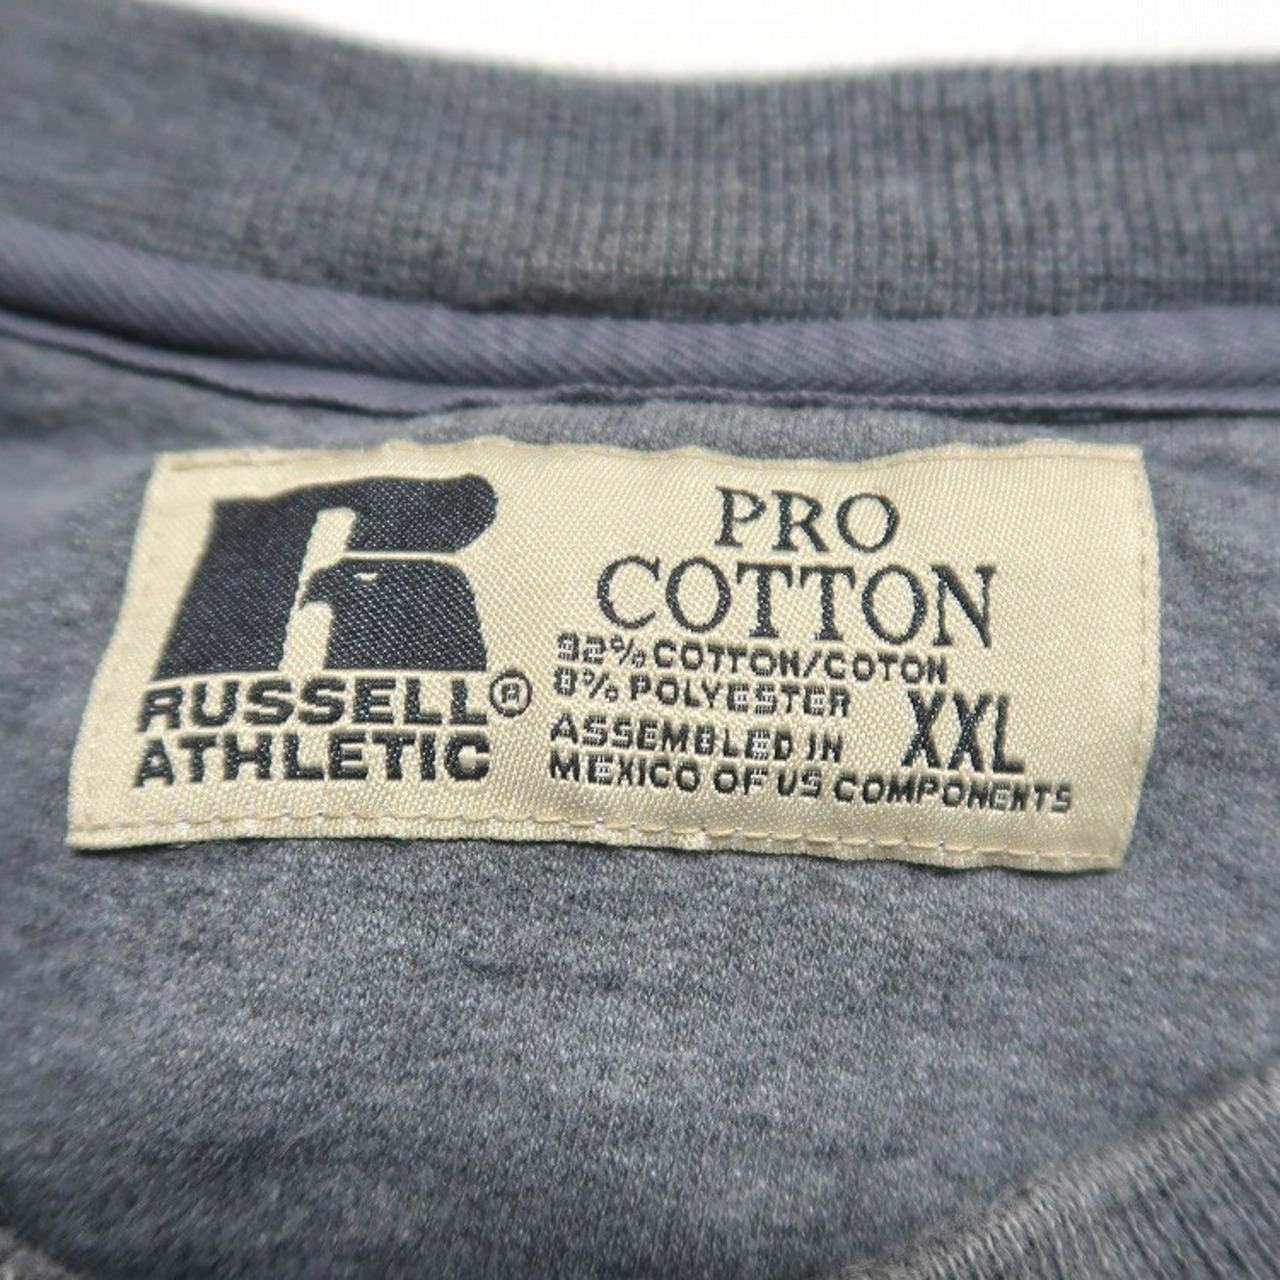 PRO
COTTON
92% COTTON/COTON
8% POLYESTER
XXL
ASSEMBLED IN
MEXICO OF US COMPONENTS
R
RUSSELL®
ATHLETIC